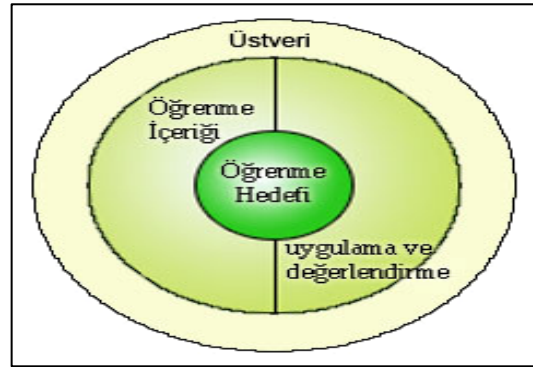 Üstveri
Öğrenme
İçeriği
Öğrenme
Hedefi
uygulama ve
değerlendirme